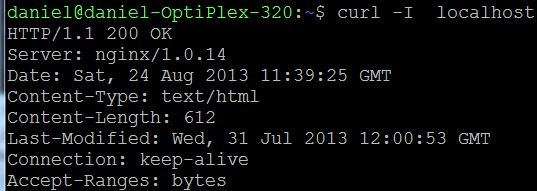 daniel@daniel-OptiPlex-320:~$ curl -I  localhost
HTTP/1.1 200 OK
Server: nginx/1.0.14
Date: Sat, 24 Aug 2013 11:39:25 GMT
Content-Type: text/html
Content-Length: 612
Last-Modified: Wed, 31 Jul 2013 12:00:53 GMT
Connection: keep-alive
Accept-Ranges: bytes